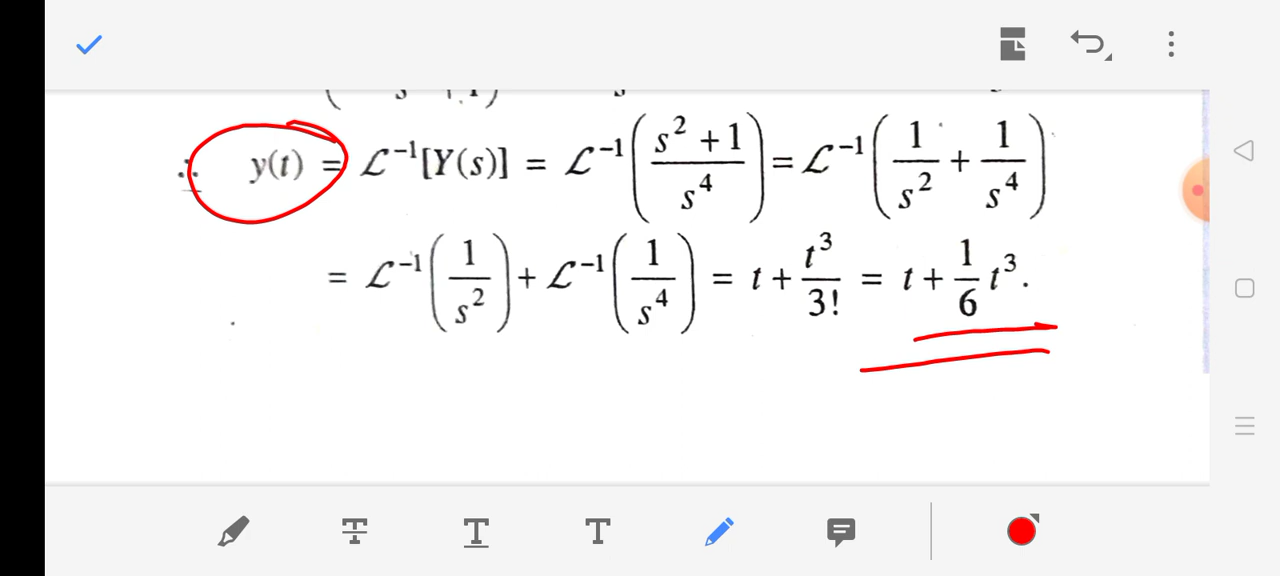 ∴ y(t) = ℒ⁻¹[Y(s)] = ℒ⁻¹((s² + 1)/s⁴) = ℒ⁻¹(1/s² + 1/s⁴)
= ℒ⁻¹(1/s²) + ℒ⁻¹(1/s⁴) = t + t³/3! = t + 1/6 t³.
T T T